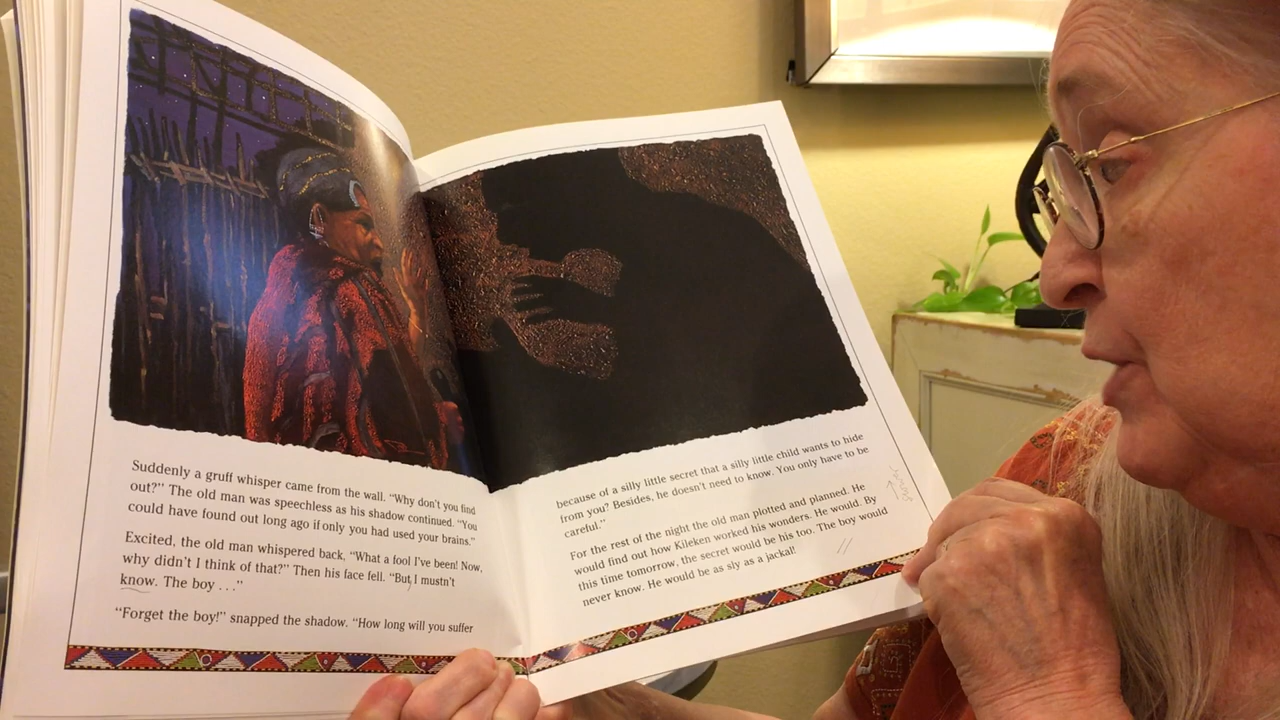 Suddenly a gruff whisper came from the wall. “Why don't you find
out?” The old man was speechless as his shadow continued. “You
could have found out long ago if only you had used your brains.”
Excited, the old man whispered back, “What a fool I've been! Now,
why didn't I think of that?” Then his face fell. “But I mustn't
know. The boy . . .”
“Forget the boy!” snapped the shadow. “How long will you suffer
because of a silly little secret that a silly little child wants to hide
from you? Besides, he doesn't need to know. You only have to be
careful.”
For the rest of the night the old man plotted and planned. He
would find out how Kileken worked his wonders. He would. By
this time tomorrow, the secret would be his too. The boy would
never know. He would be as sly as a jackal!